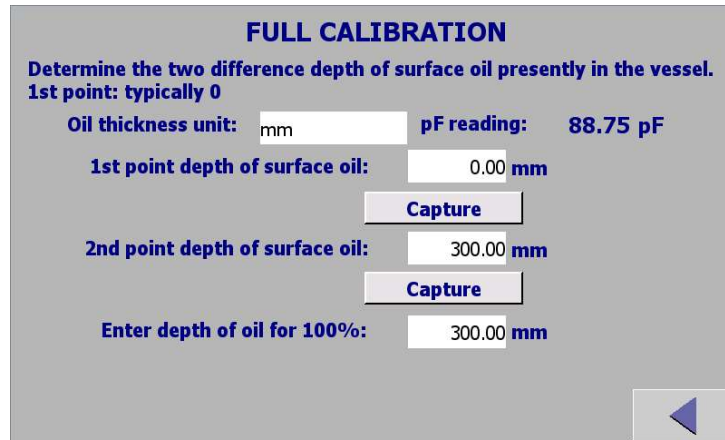 FULL CALIBRATION
Determine the two difference depth of surface oil presently in the vessel.
1st point: typically 0
Oil thickness unit: mm pF reading: 88.75 pF
1st point depth of surface oil: 0.00 mm
Capture
2nd point depth of surface oil: 300.00 mm
Capture
Enter depth of oil for 100%: 300.00 mm